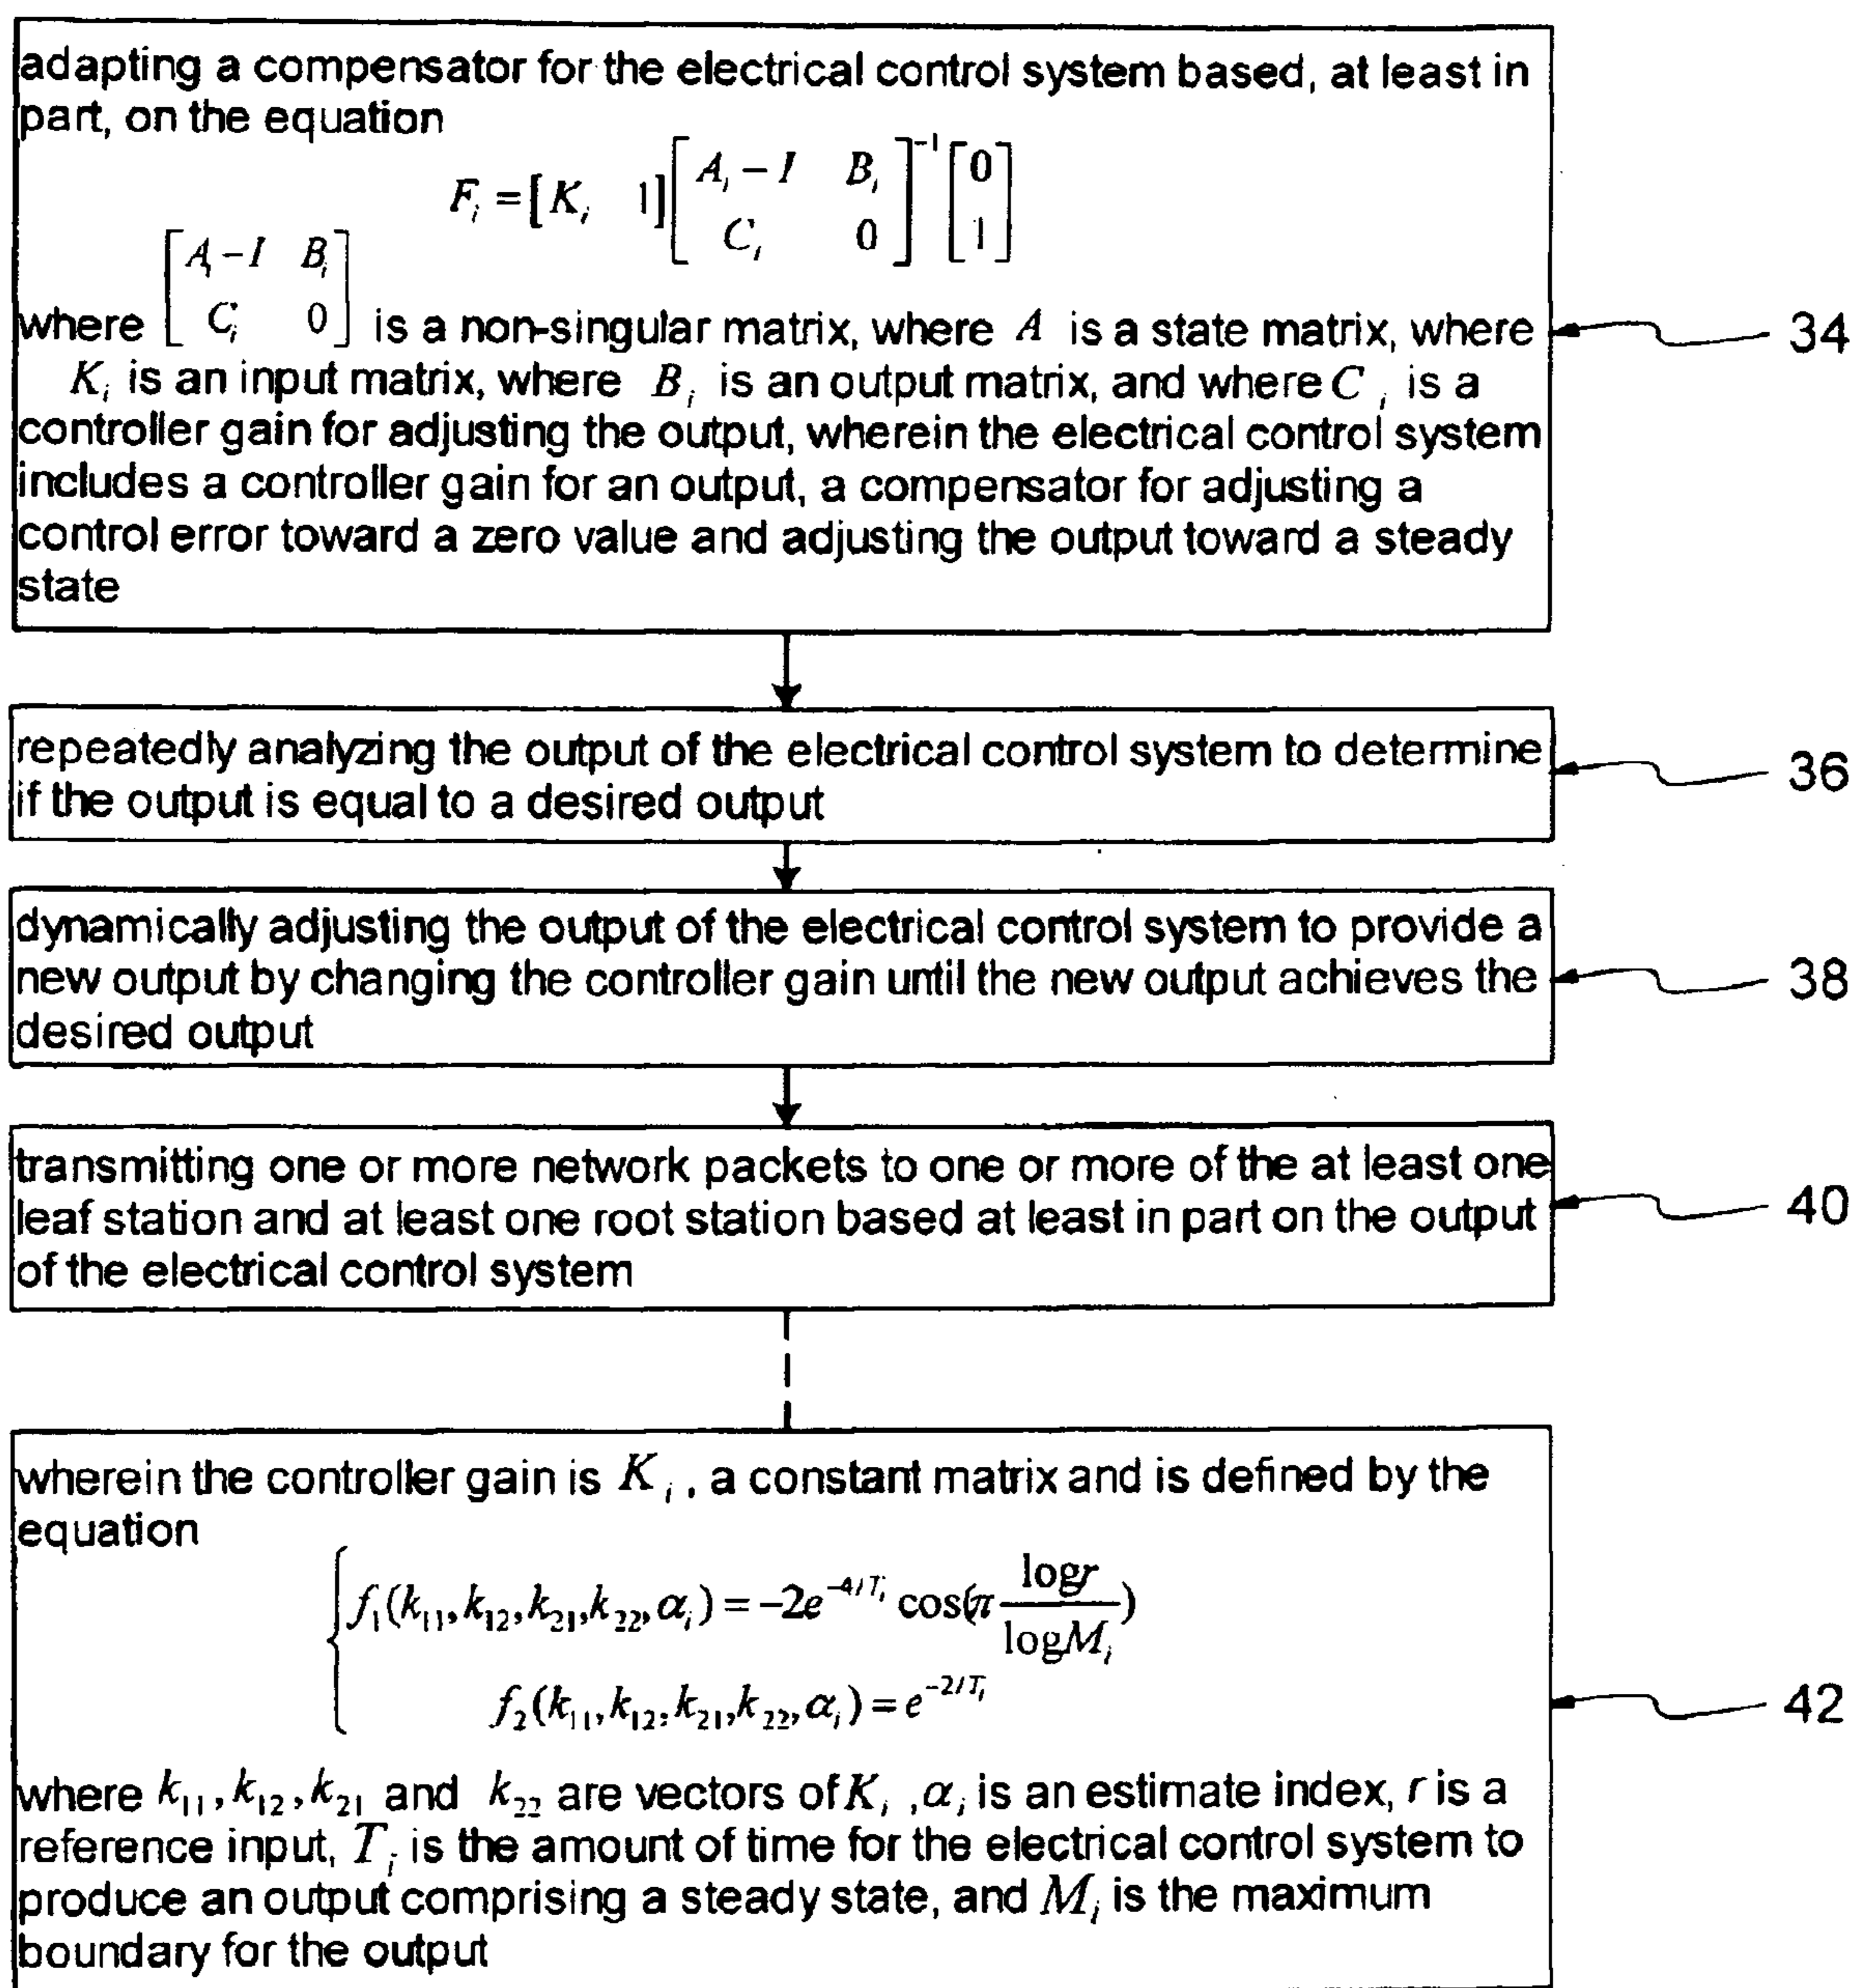 adapting a compensator for the electrical control system based, at least in
part, on the equation
F_i = [K_i 1] [A_i − I B_i; C_i 0]^{-1} [0; 1]
where [A_i − I B_i; C_i 0] is a non-singular matrix, where A is a state matrix, where
K_i is an input matrix, where B_i is an output matrix, and where C_i is a
controller gain for adjusting the output, wherein the electrical control system
includes a controller gain for an output, a compensator for adjusting a
control error toward a zero value and adjusting the output toward a steady
state
34
repeatedly analyzing the output of the electrical control system to determine
if the output is equal to a desired output
36
dynamically adjusting the output of the electrical control system to provide a
new output by changing the controller gain until the new output achieves the
desired output
38
transmitting one or more network packets to one or more of the at least one
leaf station and at least one root station based at least in part on the output
of the electrical control system
40
wherein the controller gain is K_i, a constant matrix and is defined by the
equation
f_1(k_11, k_12, k_21, k_22, α_i) = −2e^{-4/T_i} cos(π logr/logM_i)
f_2(k_11, k_12, k_21, k_22, α_i) = e^{-2/T_i}
where k_11, k_12, k_21 and k_22 are vectors of K_i, α_i is an estimate index, r is a
reference input, T_i is the amount of time for the electrical control system to
produce an output comprising a steady state, and M_i is the maximum
boundary for the output
42